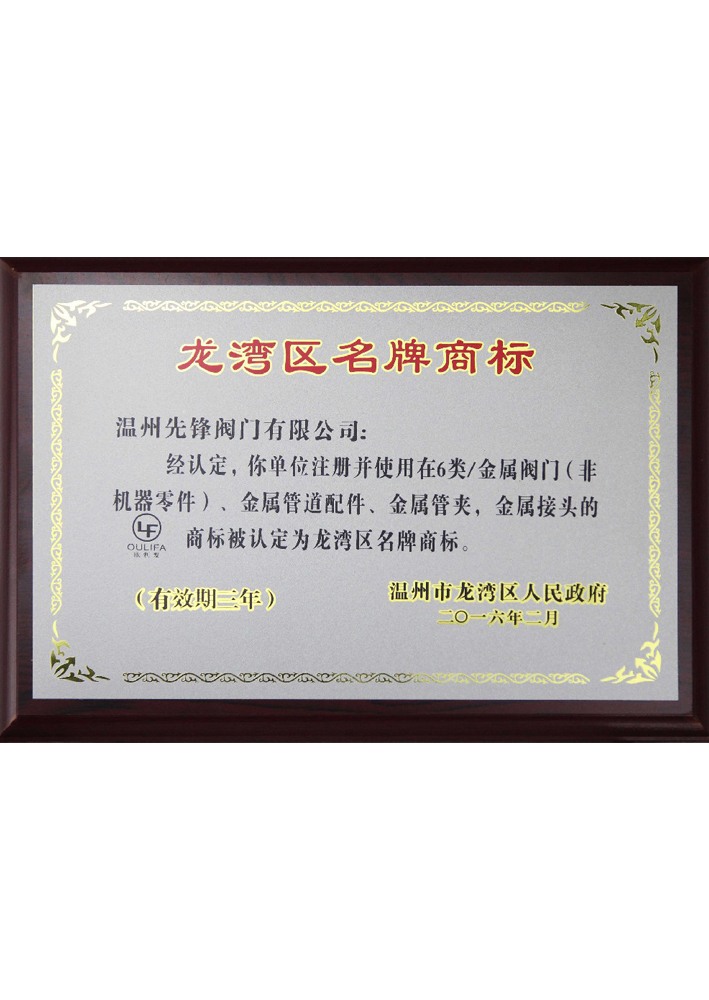 龙湾区名牌商标
温州先锋阀门有限公司:
经认定,你单位注册并使用在6类/金属阀门(非
机器零件)、金属管道配件、金属管夹,金属接头的
LF
OULIFA
商标被认定为龙湾区名牌商标。
(有效期三年)
温州市龙湾区人民政府
二〇一六年二月